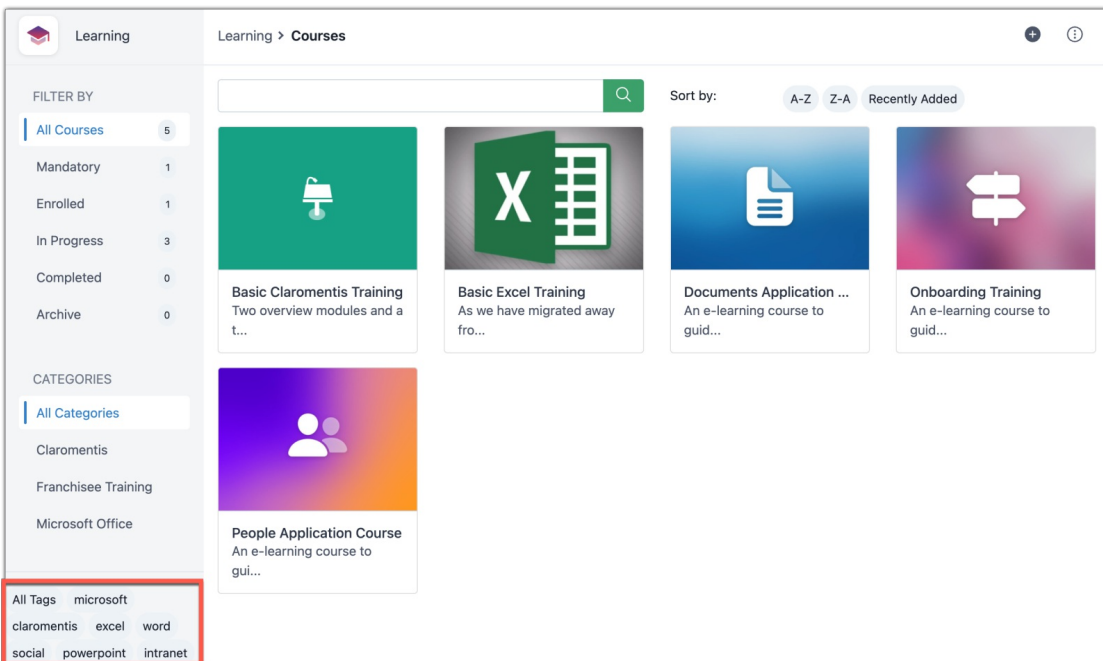 Learning
Learning > Courses
FILTER BY
All Courses 5
Mandatory 1
Enrolled 1
In Progress 3
Completed 0
Archive 0
CATEGORIES
All Categories
Claromentis
Franchisee Training
Microsoft Office
All Tags microsoft
claromentis excel word
social powerpoint intranet
Sort by: A-Z Z-A Recently Added
Basic Claromentis Training
Two overview modules and a
t...
X
Basic Excel Training
As we have migrated away
fro...
Documents Application ...
An e-learning course to
guid...
Onboarding Training
An e-learning course to
guid...
People Application Course
An e-learning course to
gui...